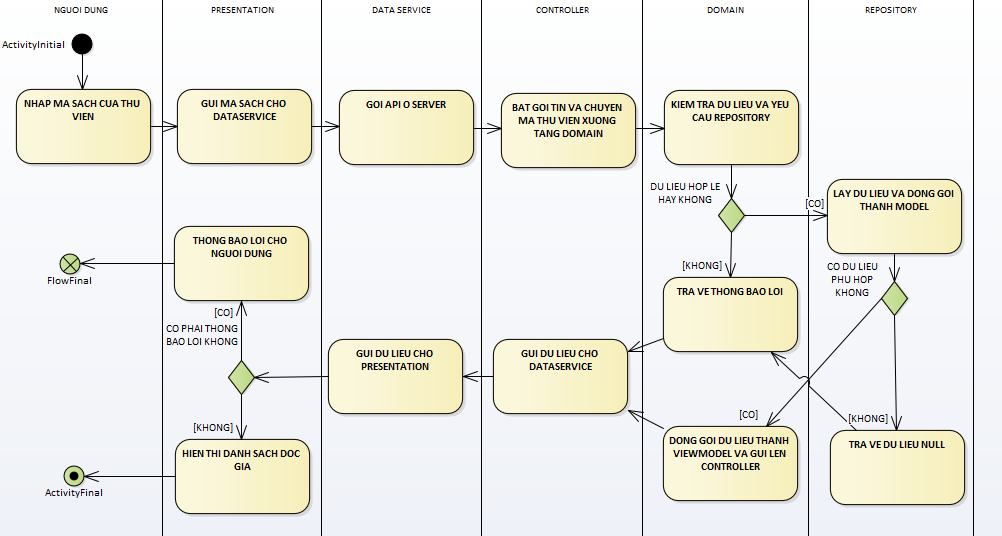 NGUOI DUNG
PRESENTATION
DATA SERVICE
CONTROLLER
DOMAIN
REPOSITORY
ActivityInitial
NHAP MA SACH CUA THU
VIEN
GUI MA SACH CHO
DATASERVICE
GOI API O SERVER
BAT GOI TIN VA CHUYEN
MA THU VIEN XUONG
TANG DOMAIN
KIEM TRA DU LIEU VA YEU
CAU REPOSITORY
DU LIEU HOP LE
HAY KHONG
[CO]
LAY DU LIEU VA DONG GOI
THANH MODEL
THONG BAO LOI CHO
NGUOI DUNG
FlowFinal
[KHONG]
CO DU LIEU
PHU HOP
KHONG
TRA VE THONG BAO LOI
[CO]
CO PHAI THONG
BAO LOI KHONG
GUI DU LIEU CHO
PRESENTATION
GUI DU LIEU CHO
DATASERVICE
[KHONG]
[CO]
[KHONG]
HIEN THI DANH SACH DOC
GIA
DONG GOI DU LIEU THANH
VIEWMODEL VA GUI LEN
CONTROLLER
TRA VE DU LIEU NULL
ActivityFinal